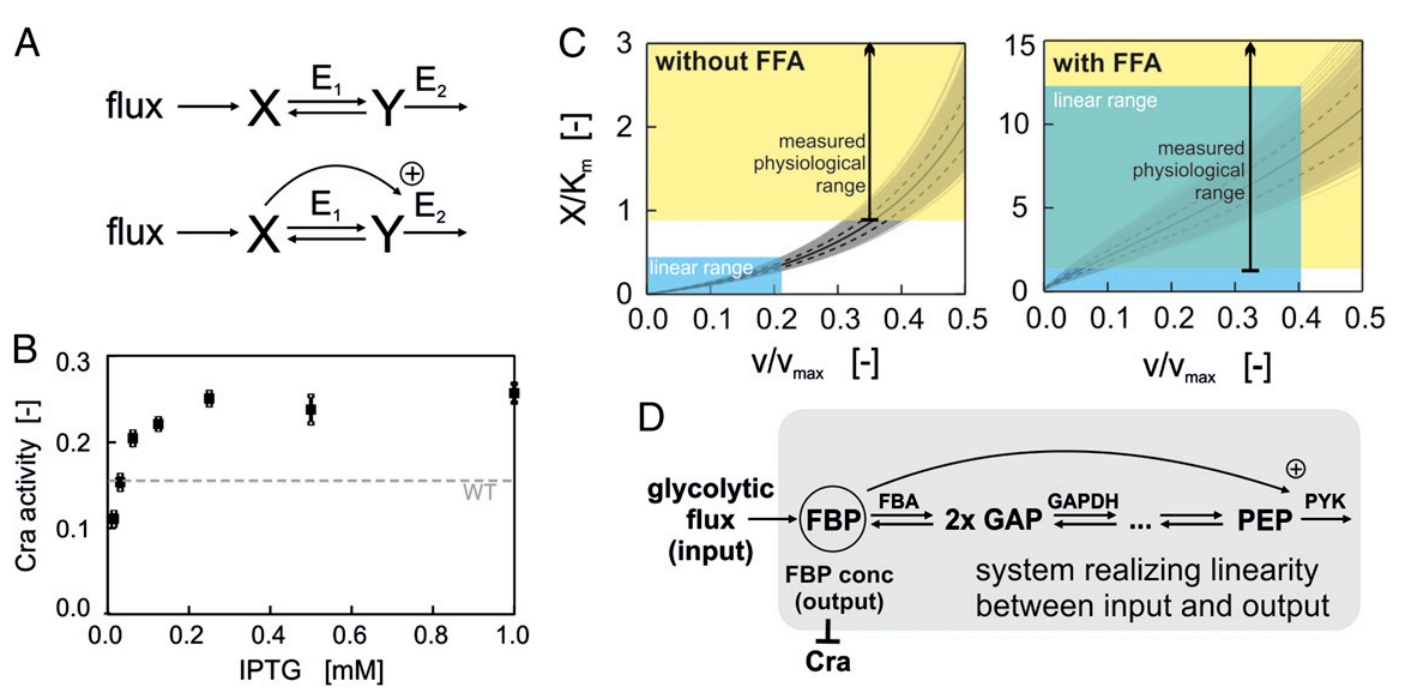 A
flux X E1 Y E2
+
flux X E1 Y E2
B
0.3
0.2
0.1
0.0
Cra activity [-]
WT
0.0 0.2 0.4 0.6 0.8 1.0
IPTG [mM]
C
3
2
1
0
X/Km [-]
without FFA
measured
physiological
range
linear range
0.0 0.1 0.2 0.3 0.4 0.5
v/vmax [-]
15
10
5
0
with FFA
linear range
measured
physiological
range
0.0 0.1 0.2 0.3 0.4 0.5
v/vmax [-]
D
glycolytic
flux
(input)
+
FBP FBA 2x GAP GAPDH ... PEP PYK
FBP conc
(output)
Cra
system realizing linearity
between input and output